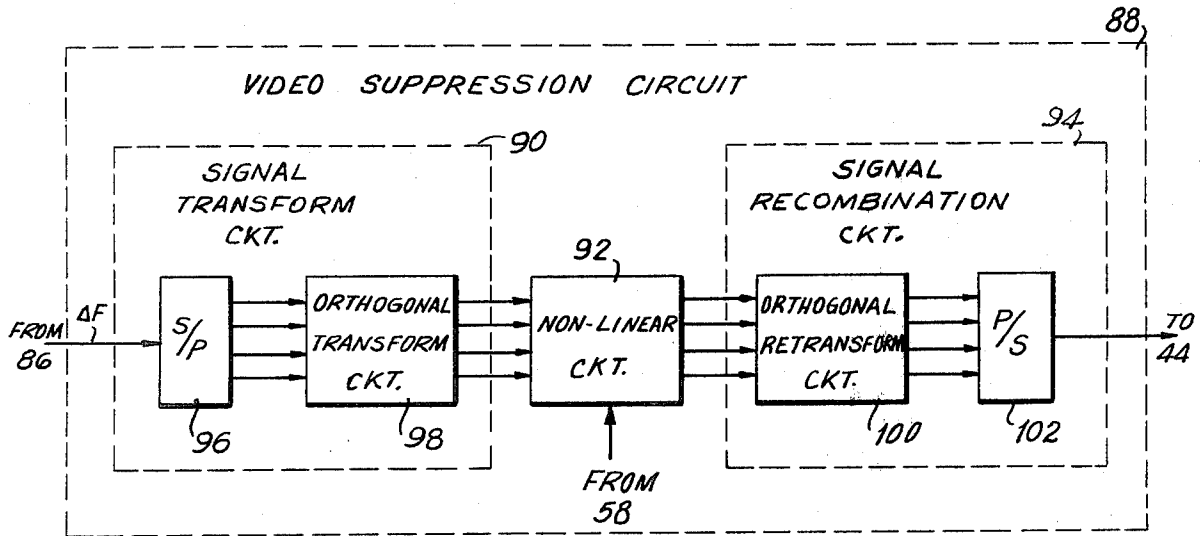 88
VIDEO SUPPRESSION CIRCUIT
90
SIGNAL
TRANSFORM
CKT.
94
SIGNAL
RECOMBINATION
CKT.
FROM
86
ΔF
S/P
96
ORTHOGONAL
TRANSFORM
CKT.
98
92
NON-LINEAR
CKT.
FROM
58
ORTHOGONAL
RETRANSFORM
CKT.
100
P/S
102
TO
44